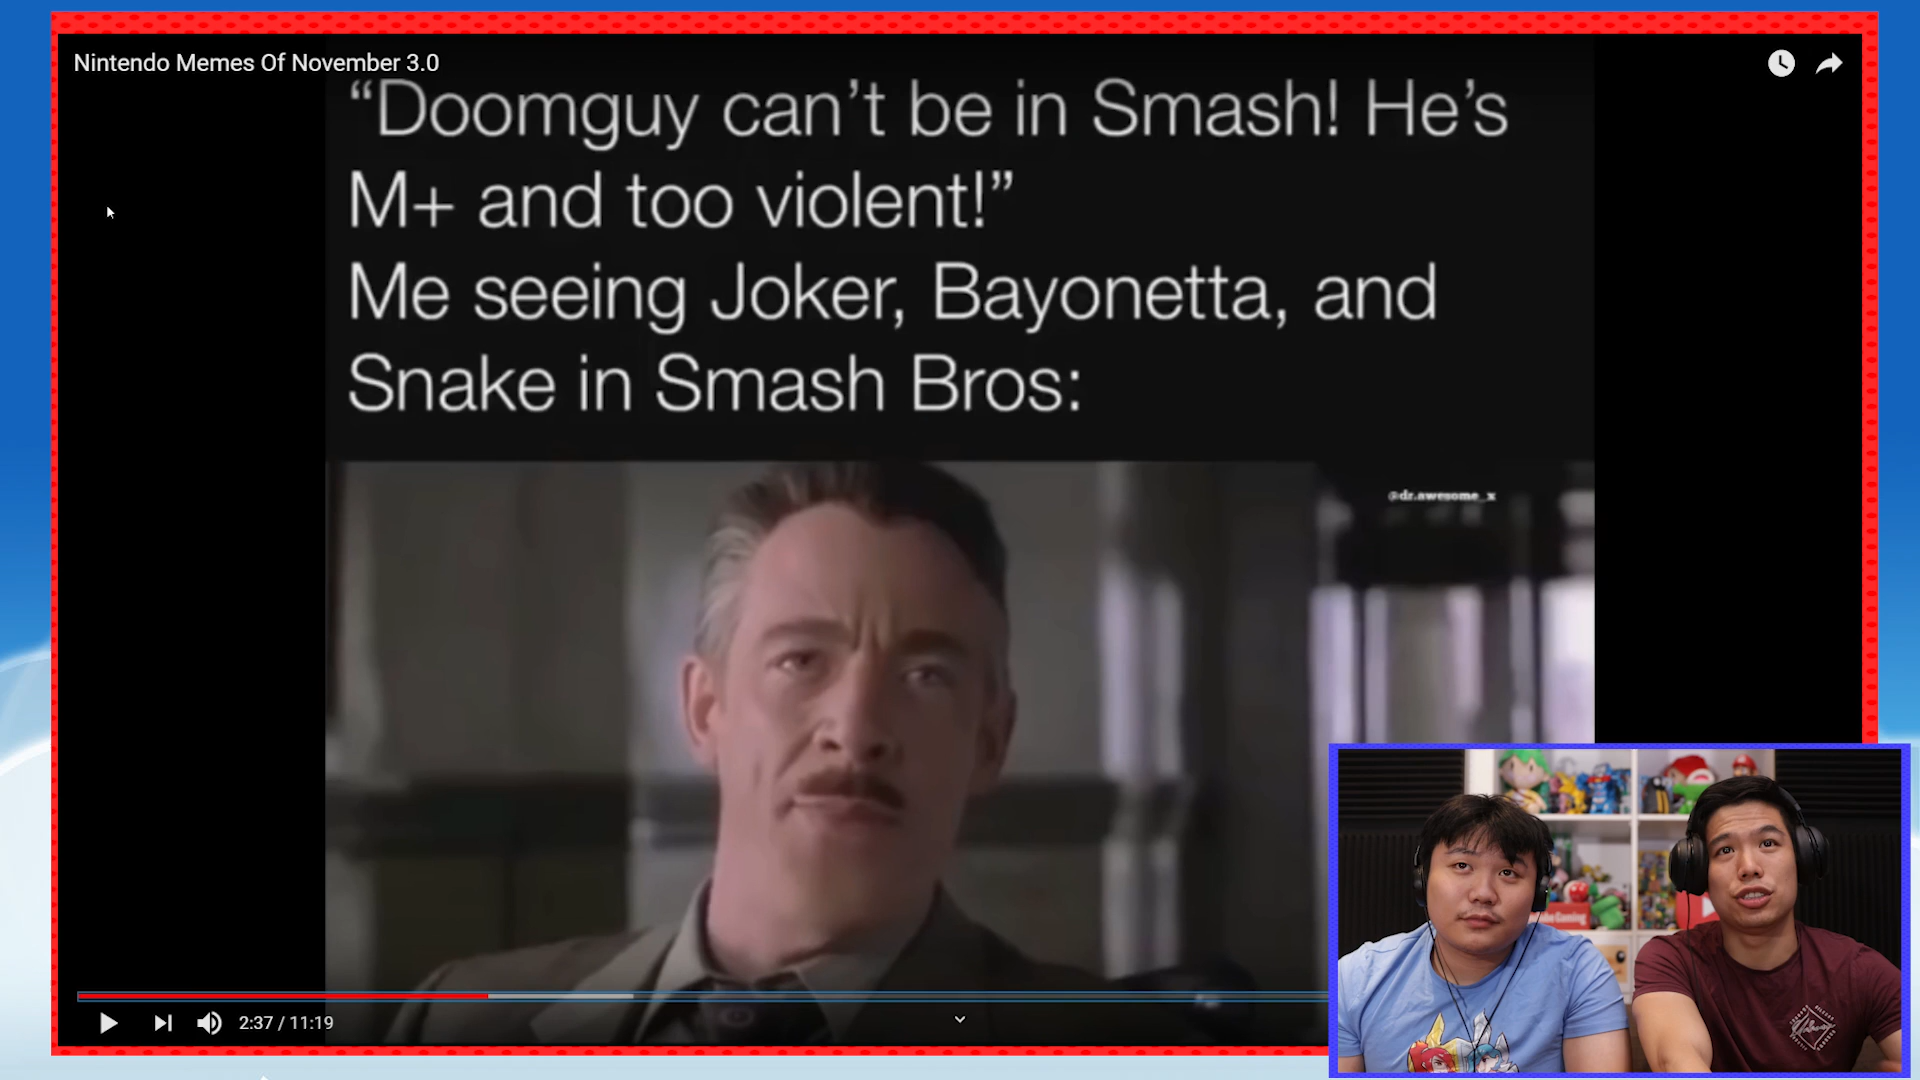 Nintendo Memes Of November 3.0
“Doomguy can’t be in Smash! He’s
M+ and too violent!”
Me seeing Joker, Bayonetta, and
Snake in Smash Bros:
@dr.awesome_x
2:37 / 11:19
Gaming